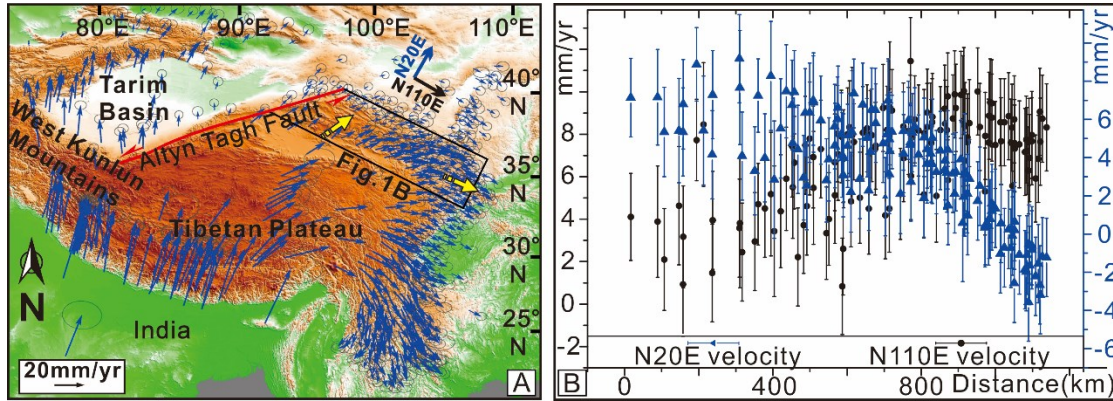 80°E
90°E
100°E
110°E
N20E
N110E
40°
N
Tarim
Basin
West Kunlun
Mountains
Altyn Tagh Fault
Fig. 1B
35°
N
Tibetan Plateau
30°
N
N
India
25°
N
20mm/yr
A
mm/yr
8
6
4
2
0
-2
mm/yr
6
4
2
0
-2
-4
-6
N20E velocity
N110E velocity
B
0
200
400
600
800
Distance(km)